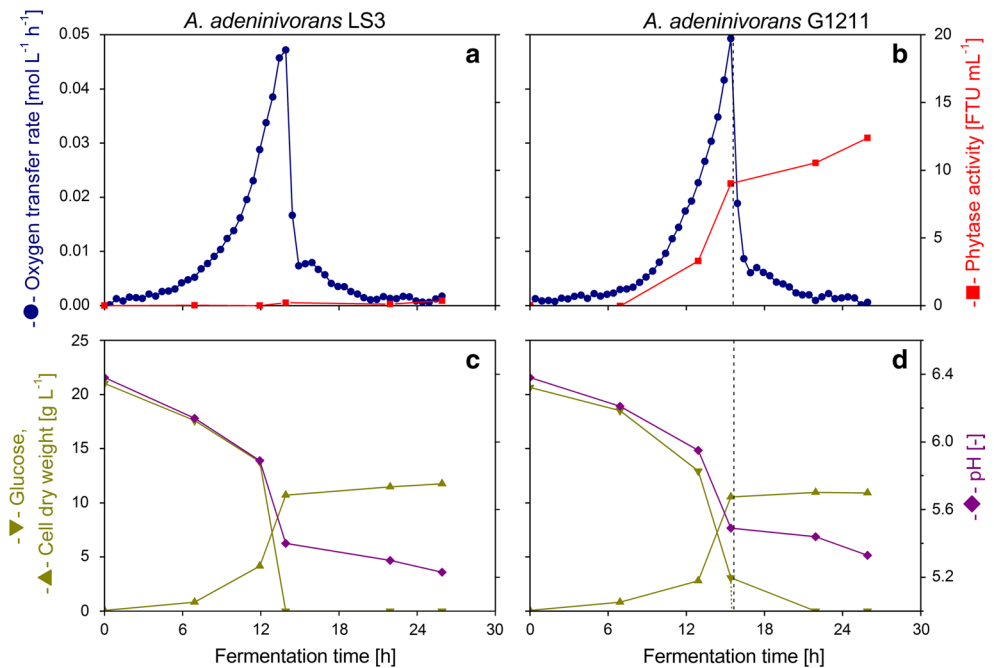 A. adeninivorans LS3
A. adeninivorans G1211
-●- Oxygen transfer rate [mol L⁻¹ h⁻¹]
0.05
0.04
0.03
0.02
0.01
0.00
a
b
20
15
10
5
0
-■- Phytase activity [FTU mL⁻¹]
-▼- Glucose,
-▲- Cell dry weight [g L⁻¹]
25
20
15
10
5
0
c
d
6.4
6.0
5.6
5.2
-◆- pH [-]
0 6 12 18 24 30
0 6 12 18 24 30
Fermentation time [h]
Fermentation time [h]